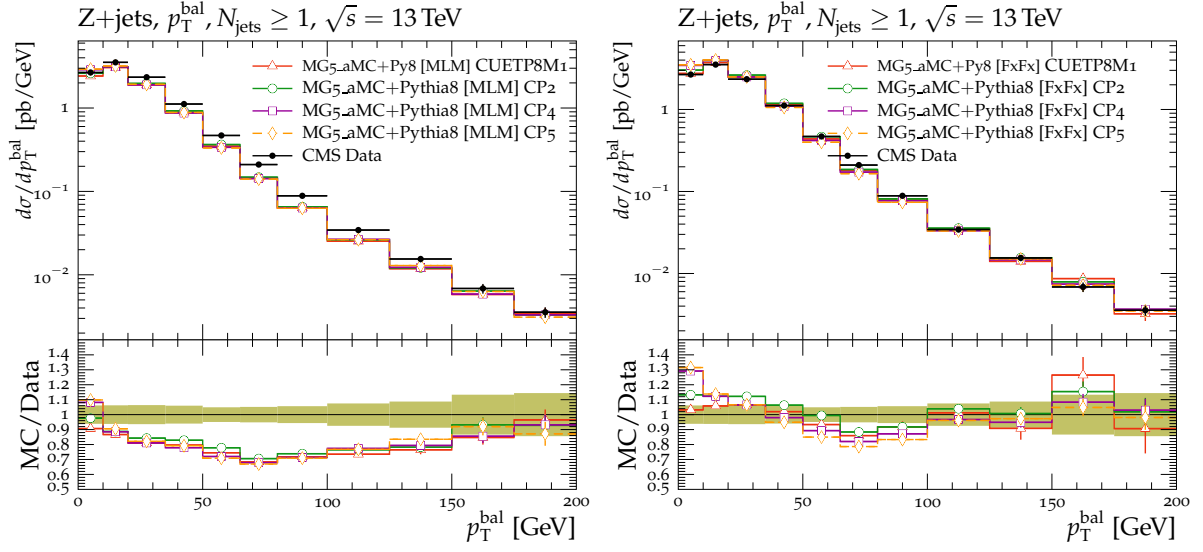 Z+jets, p_T^bal, N_jets ≥ 1, √s = 13 TeV
dσ/dp_T^bal [pb/GeV]
1
10^−1
10^−2
MG5_aMC+Py8 [MLM] CUETP8M1
MG5_aMC+Pythia8 [MLM] CP2
MG5_aMC+Pythia8 [MLM] CP4
MG5_aMC+Pythia8 [MLM] CP5
CMS Data
MC/Data
1.4
1.3
1.2
1.1
1
0.9
0.8
0.7
0.6
0.5
0 50 100 150 200
p_T^bal [GeV]
Z+jets, p_T^bal, N_jets ≥ 1, √s = 13 TeV
dσ/dp_T^bal [pb/GeV]
1
10^−1
10^−2
MG5_aMC+Py8 [FxFx] CUETP8M1
MG5_aMC+Pythia8 [FxFx] CP2
MG5_aMC+Pythia8 [FxFx] CP4
MG5_aMC+Pythia8 [FxFx] CP5
CMS Data
MC/Data
1.4
1.3
1.2
1.1
1
0.9
0.8
0.7
0.6
0.5
0 50 100 150 200
p_T^bal [GeV]